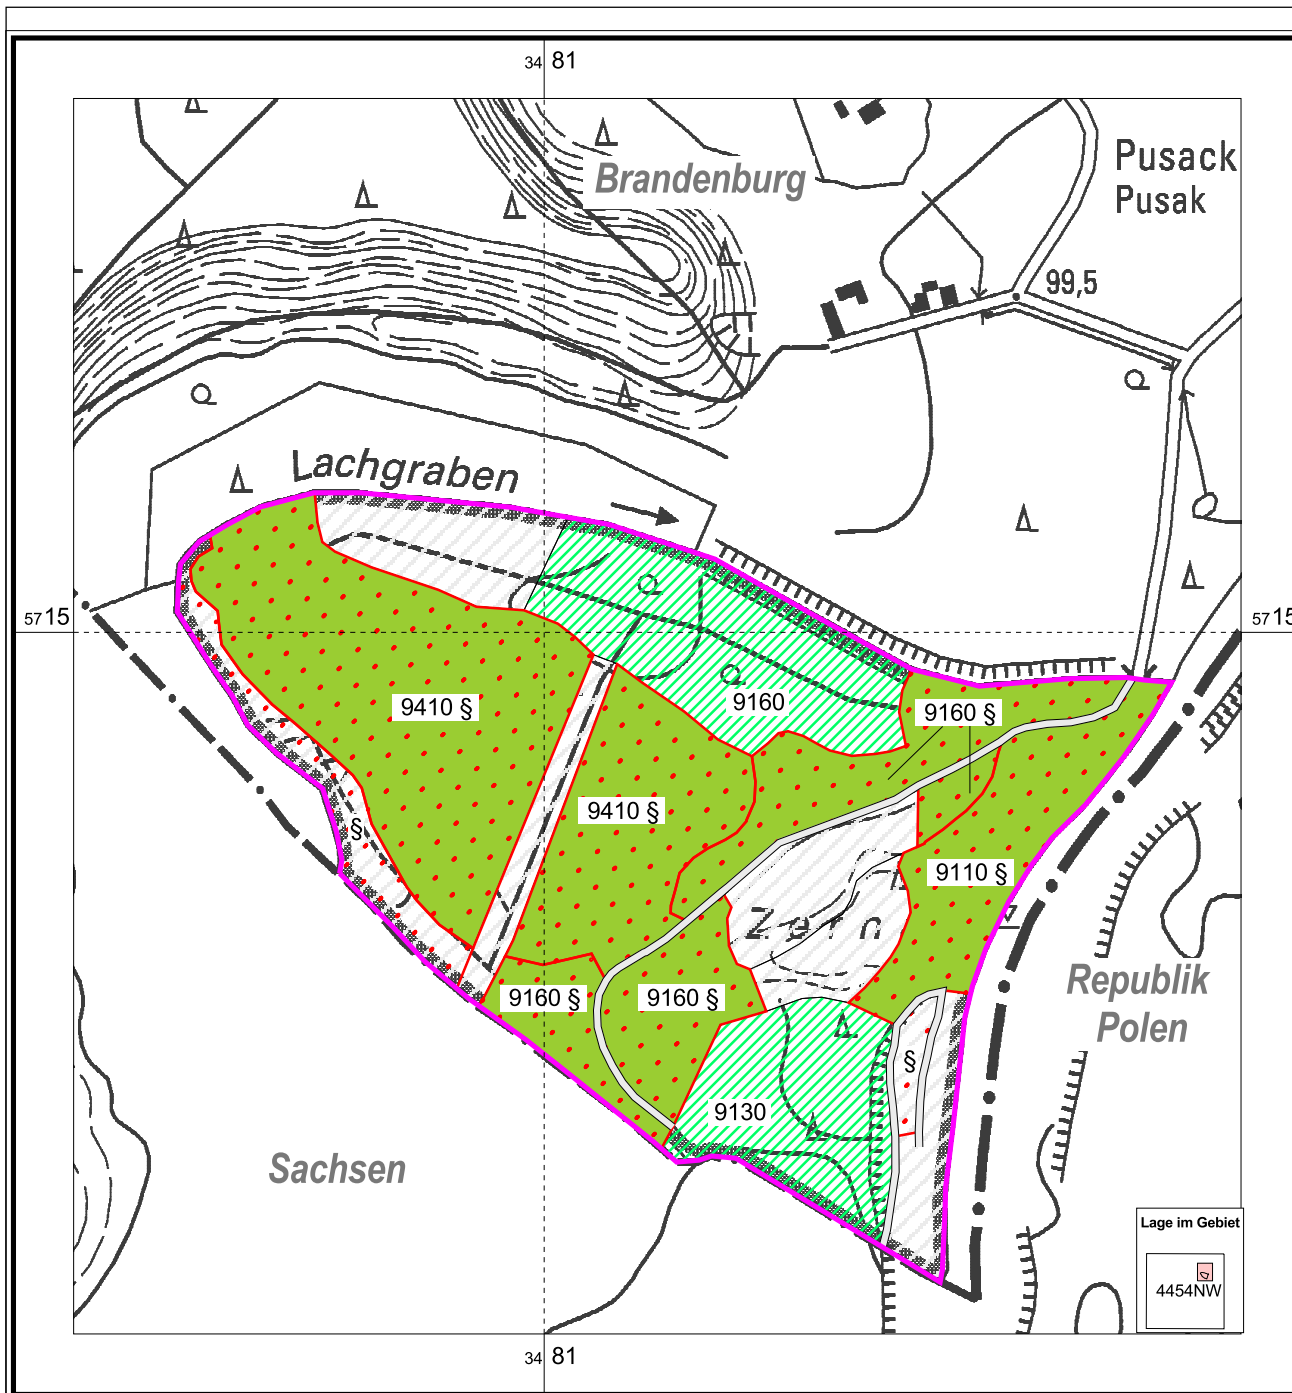 34 81
Brandenburg
Pusack
Pusak
99,5
Lachgraben
57 15
57 15
9410 §
9160
9160 §
9410 §
§
9110 §
Zern
Republik
Polen
9160 §
9160 §
§
9130
Sachsen
Lage im Gebiet
4454NW
34 81